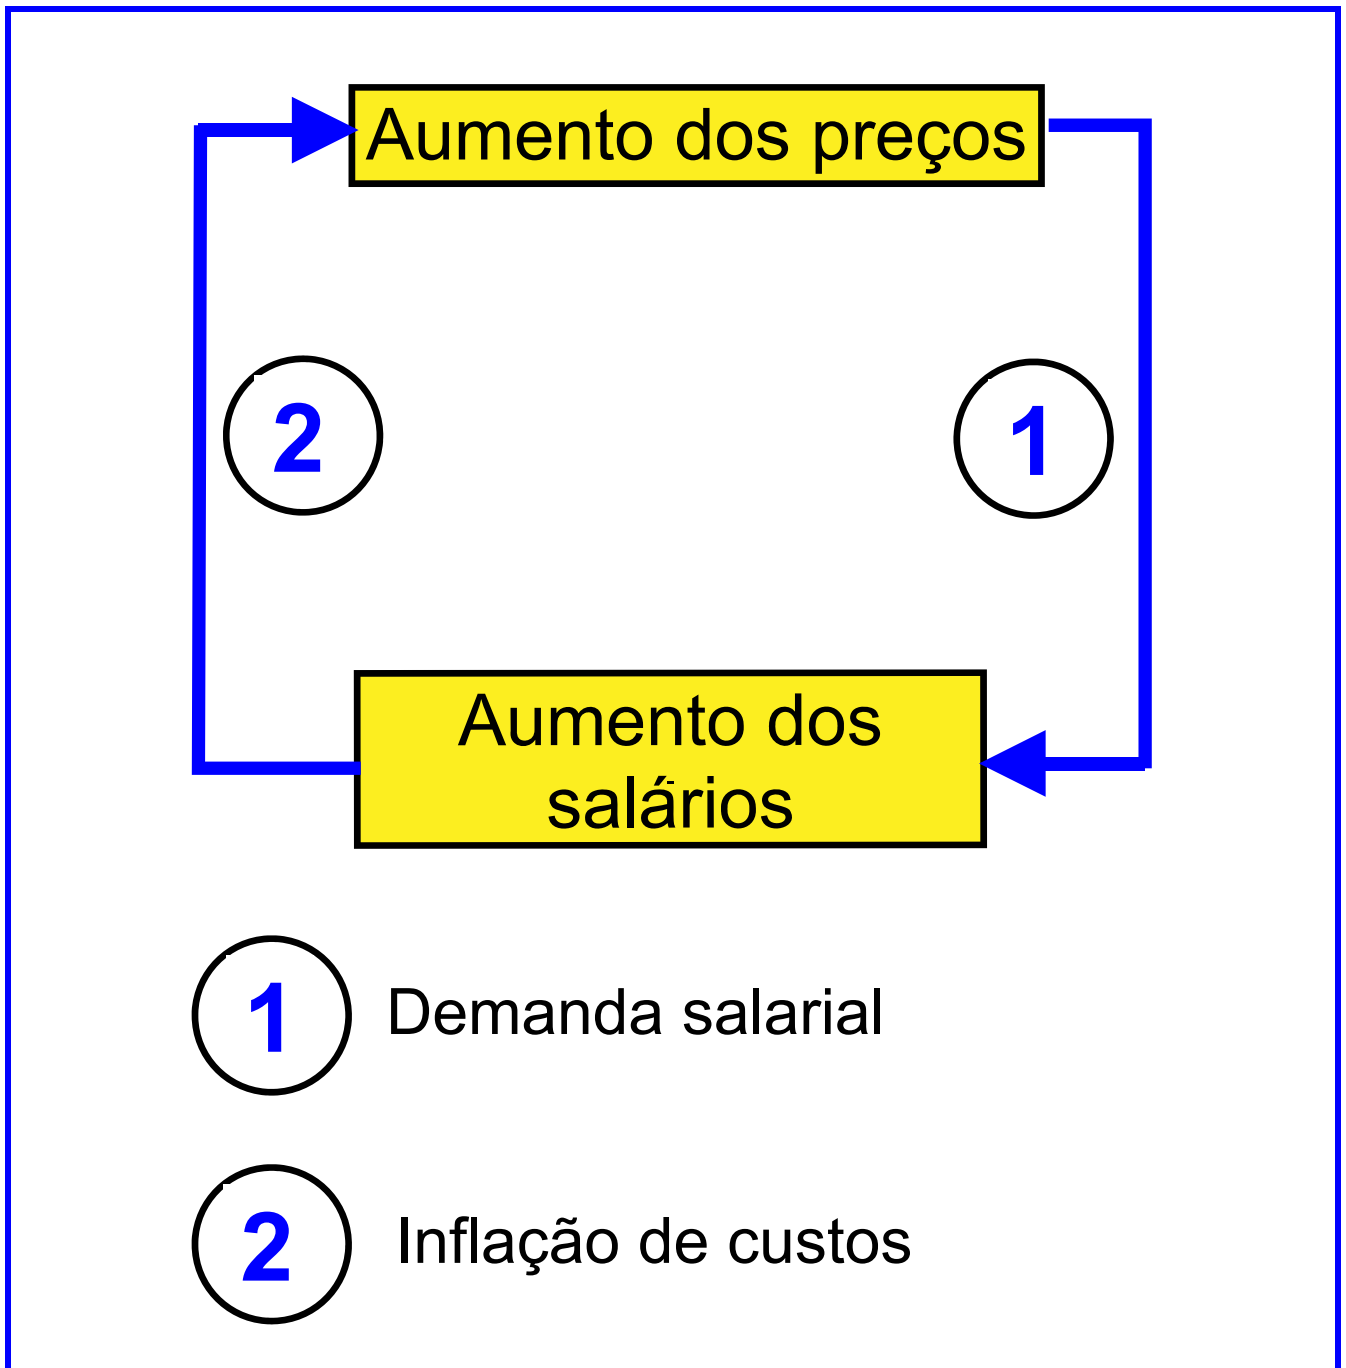 Aumento dos preços
2
1
Aumento dos
salários
1 Demanda salarial
2 Inflação de custos